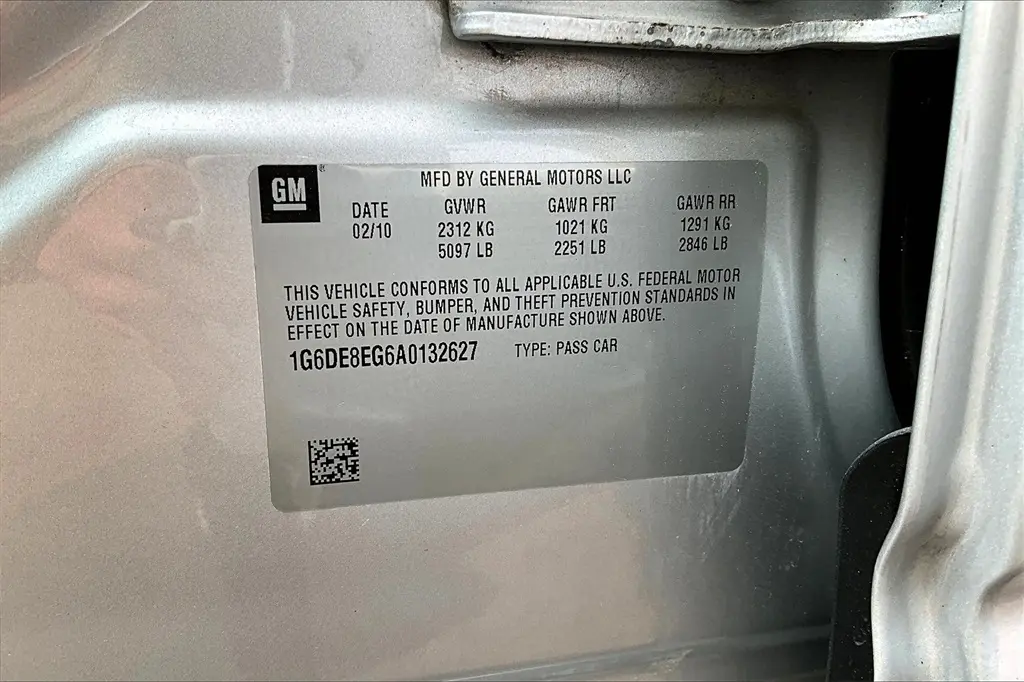 GM
MFD BY GENERAL MOTORS LLC
DATE GVWR GAWR FRT GAWR RR
02/10 2312 KG 1021 KG 1291 KG
5097 LB 2251 LB 2846 LB
THIS VEHICLE CONFORMS TO ALL APPLICABLE U.S. FEDERAL MOTOR
VEHICLE SAFETY, BUMPER, AND THEFT PREVENTION STANDARDS IN
EFFECT ON THE DATE OF MANUFACTURE SHOWN ABOVE.
1G6DE8EG6A0132627 TYPE: PASS CAR